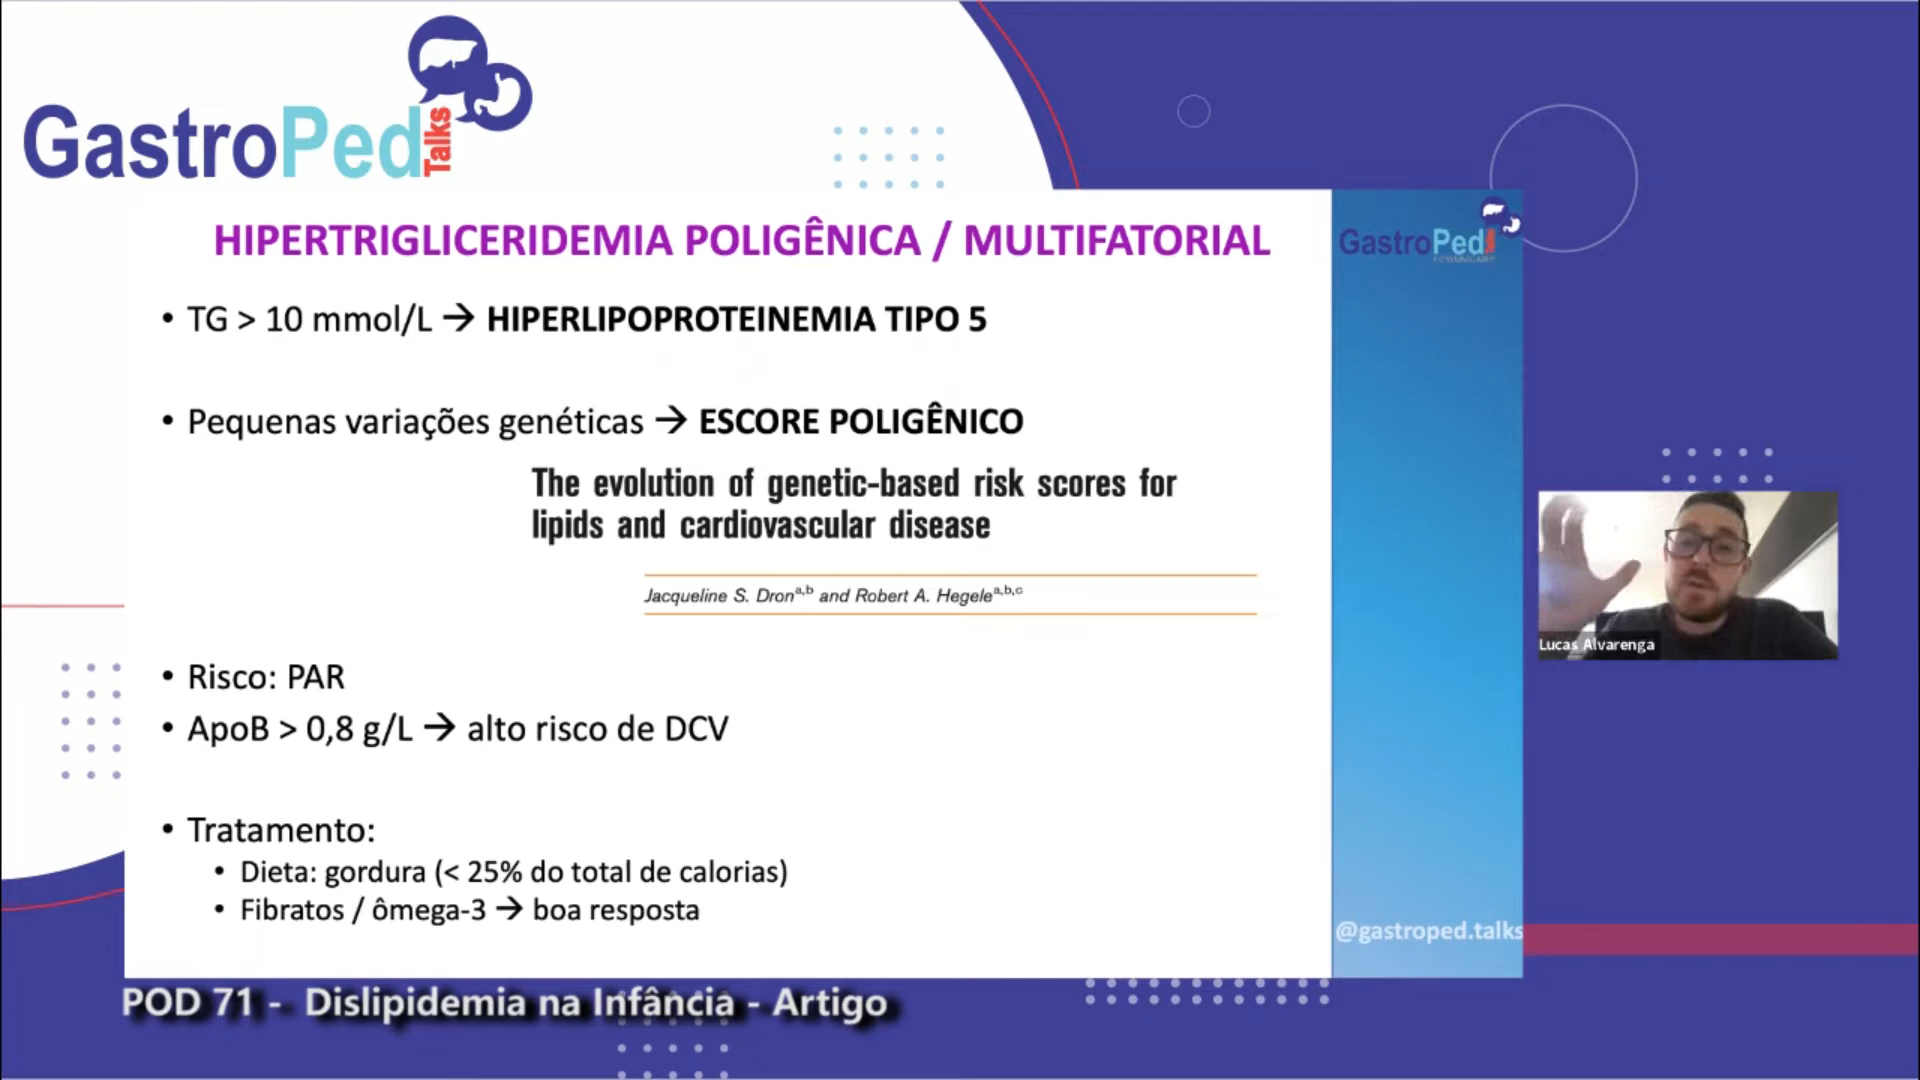 GastroPed Talks
HIPERTRIGLICERIDEMIA POLIGÊNICA / MULTIFATORIAL
GastroPed Talks
FCM/UNICAMP
• TG > 10 mmol/L → HIPERLIPOPROTEINEMIA TIPO 5
• Pequenas variações genéticas → ESCORE POLIGÊNICO
The evolution of genetic-based risk scores for
lipids and cardiovascular disease
Jacqueline S. Dron^a,b and Robert A. Hegele^a,b,c
Lucas Alvarenga
• Risco: PAR
• ApoB > 0,8 g/L → alto risco de DCV
• Tratamento:
• Dieta: gordura (< 25% do total de calorias)
• Fibratos / ômega-3 → boa resposta
@gastroped.talks
POD 71 - Dislipidemia na Infância - Artigo